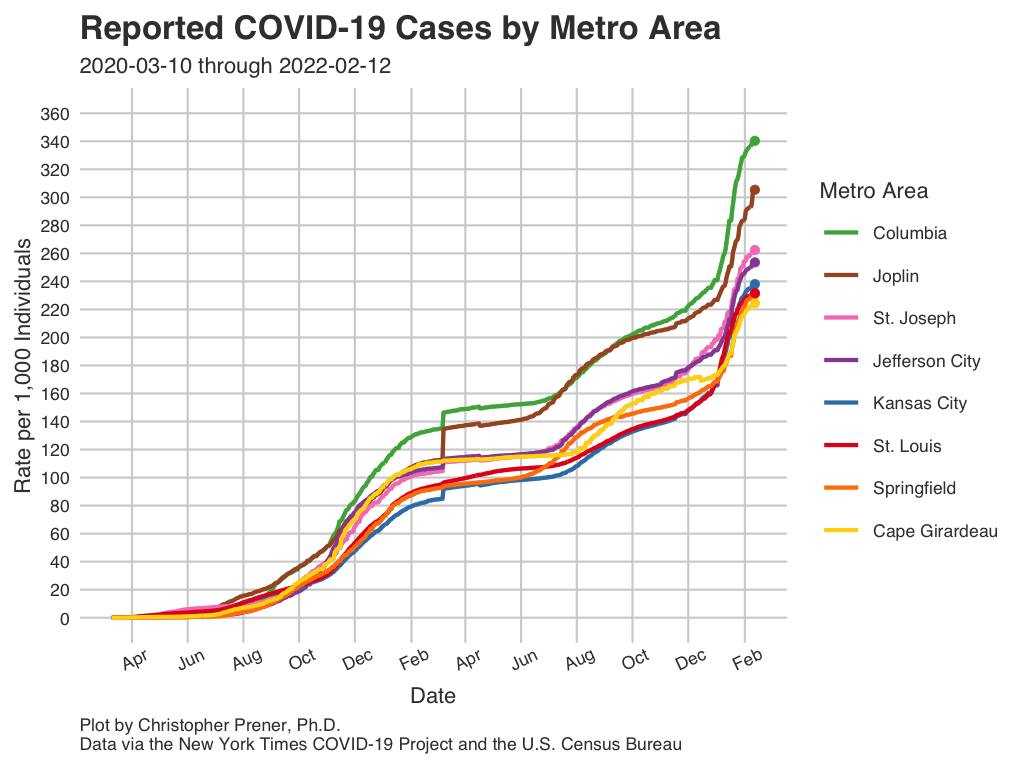 Reported COVID-19 Cases by Metro Area
2020-03-10 through 2022-02-12
Rate per 1,000 Individuals
360
340
320
300
280
260
240
220
200
180
160
140
120
100
80
60
40
20
0
Apr Jun Aug Oct Dec Feb Apr Jun Aug Oct Dec Feb
Date
Metro Area
Columbia
Joplin
St. Joseph
Jefferson City
Kansas City
St. Louis
Springfield
Cape Girardeau
Plot by Christopher Prener, Ph.D.
Data via the New York Times COVID-19 Project and the U.S. Census Bureau